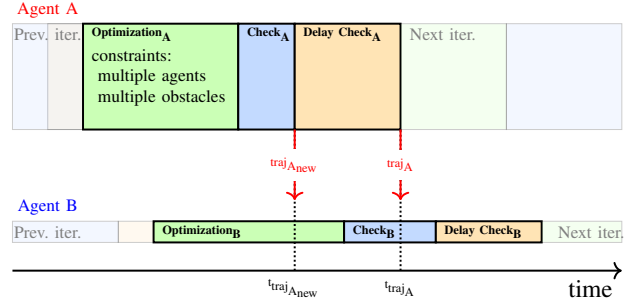 Agent A
Prev. iter.
Optimization_A
constraints:
multiple agents
multiple obstacles
Check_A
Delay Check_A
Next iter.
traj_A_new
traj_A
Agent B
Prev. iter.
Optimization_B
Check_B
Delay Check_B
Next iter.
t_traj_A_new
t_traj_A
time